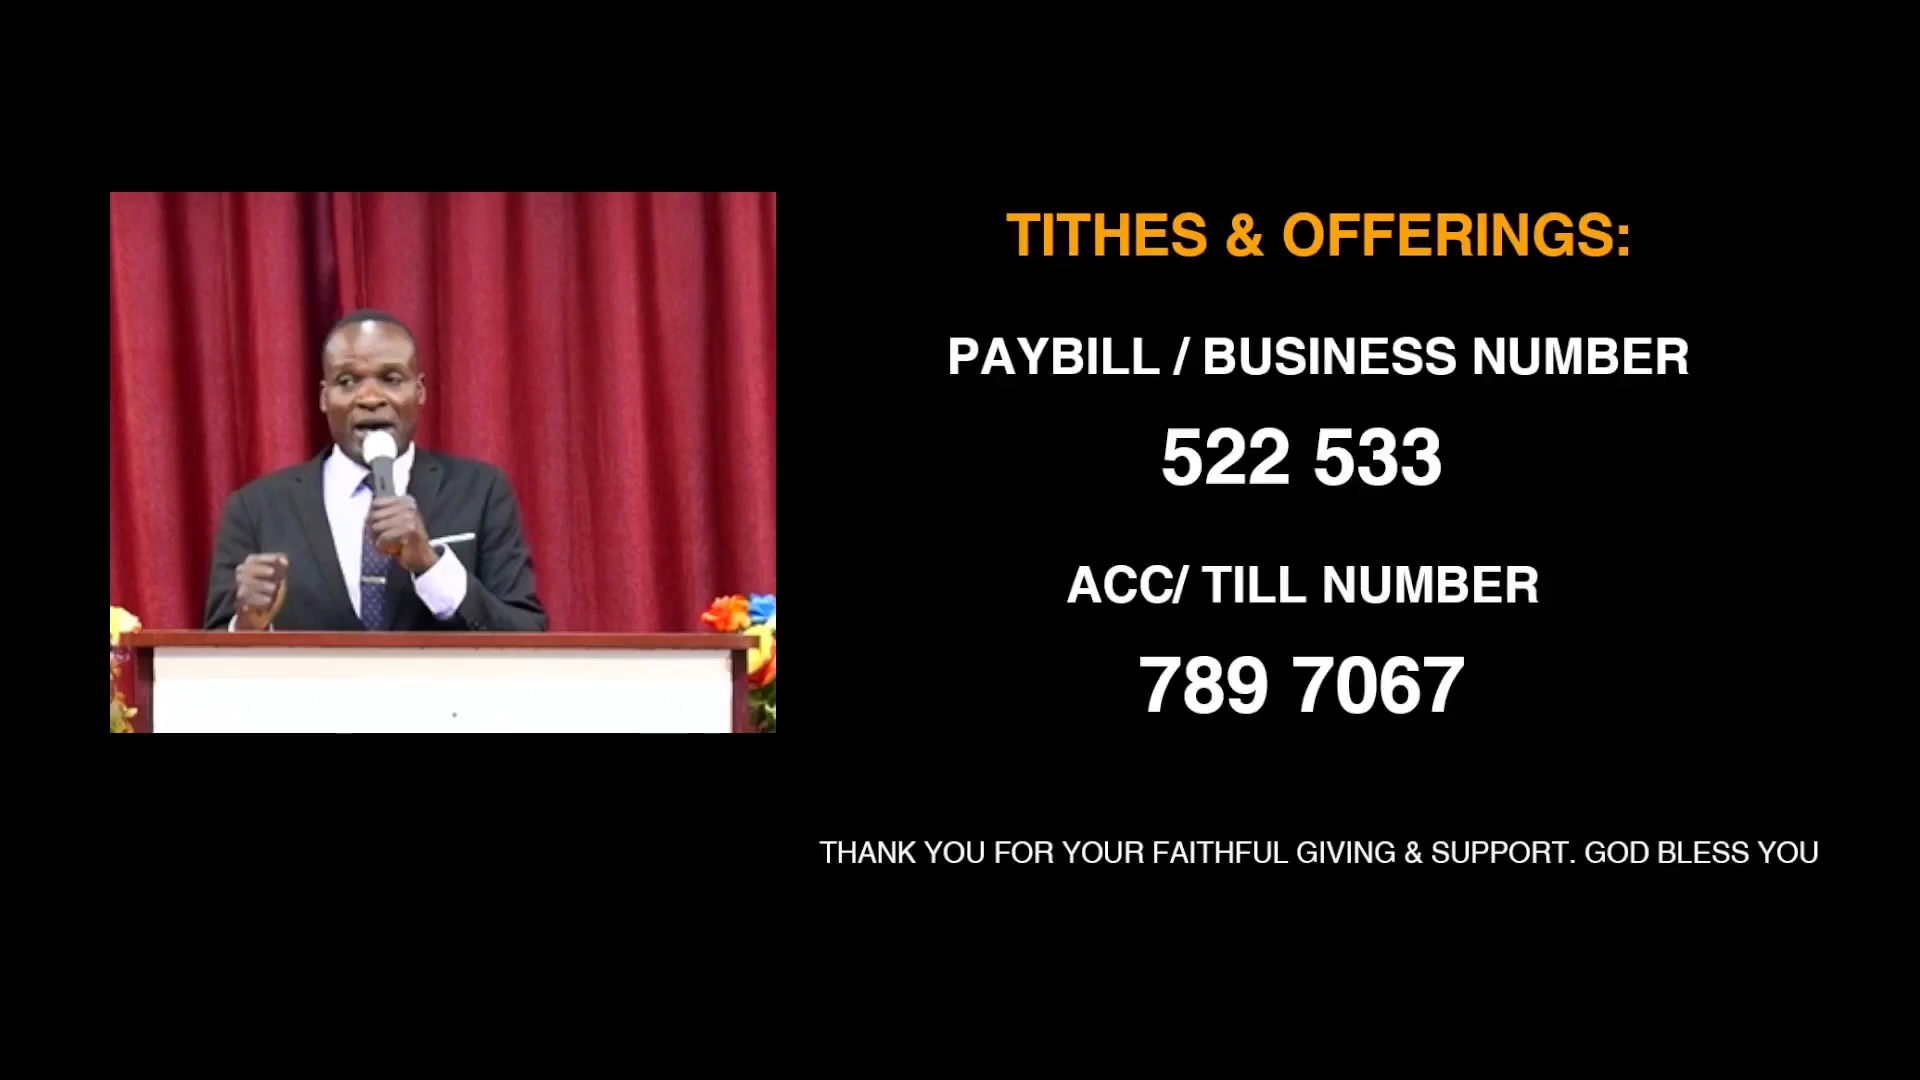 TITHES & OFFERINGS:
PAYBILL / BUSINESS NUMBER
522 533
ACC/ TILL NUMBER
789 7067
THANK YOU FOR YOUR FAITHFUL GIVING & SUPPORT. GOD BLESS YOU